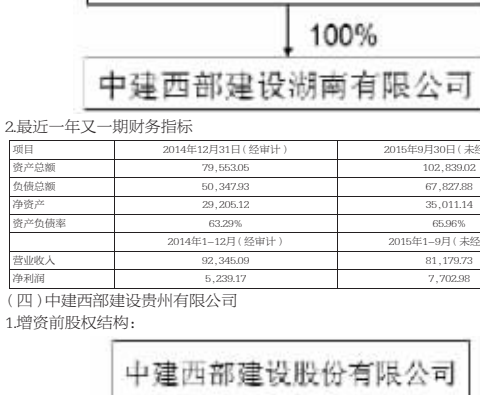 100%
中建西部建设湖南有限公司
2.最近一年又一期财务指标
项目 2014年12月31日(经审计) 2015年9月30日(未经
资产总额 79,553.05 102,839.02
负债总额 50,347.93 67,827.88
净资产 29,205.12 35,011.14
资产负债率 63.29% 65.96%
2014年1-12月(经审计) 2015年1-9月(未经
营业收入 92,345.09 81,179.73
净利润 5,239.17 7,702.98
(四)中建西部建设贵州有限公司
1.增资前股权结构:
中建西部建设股份有限公司